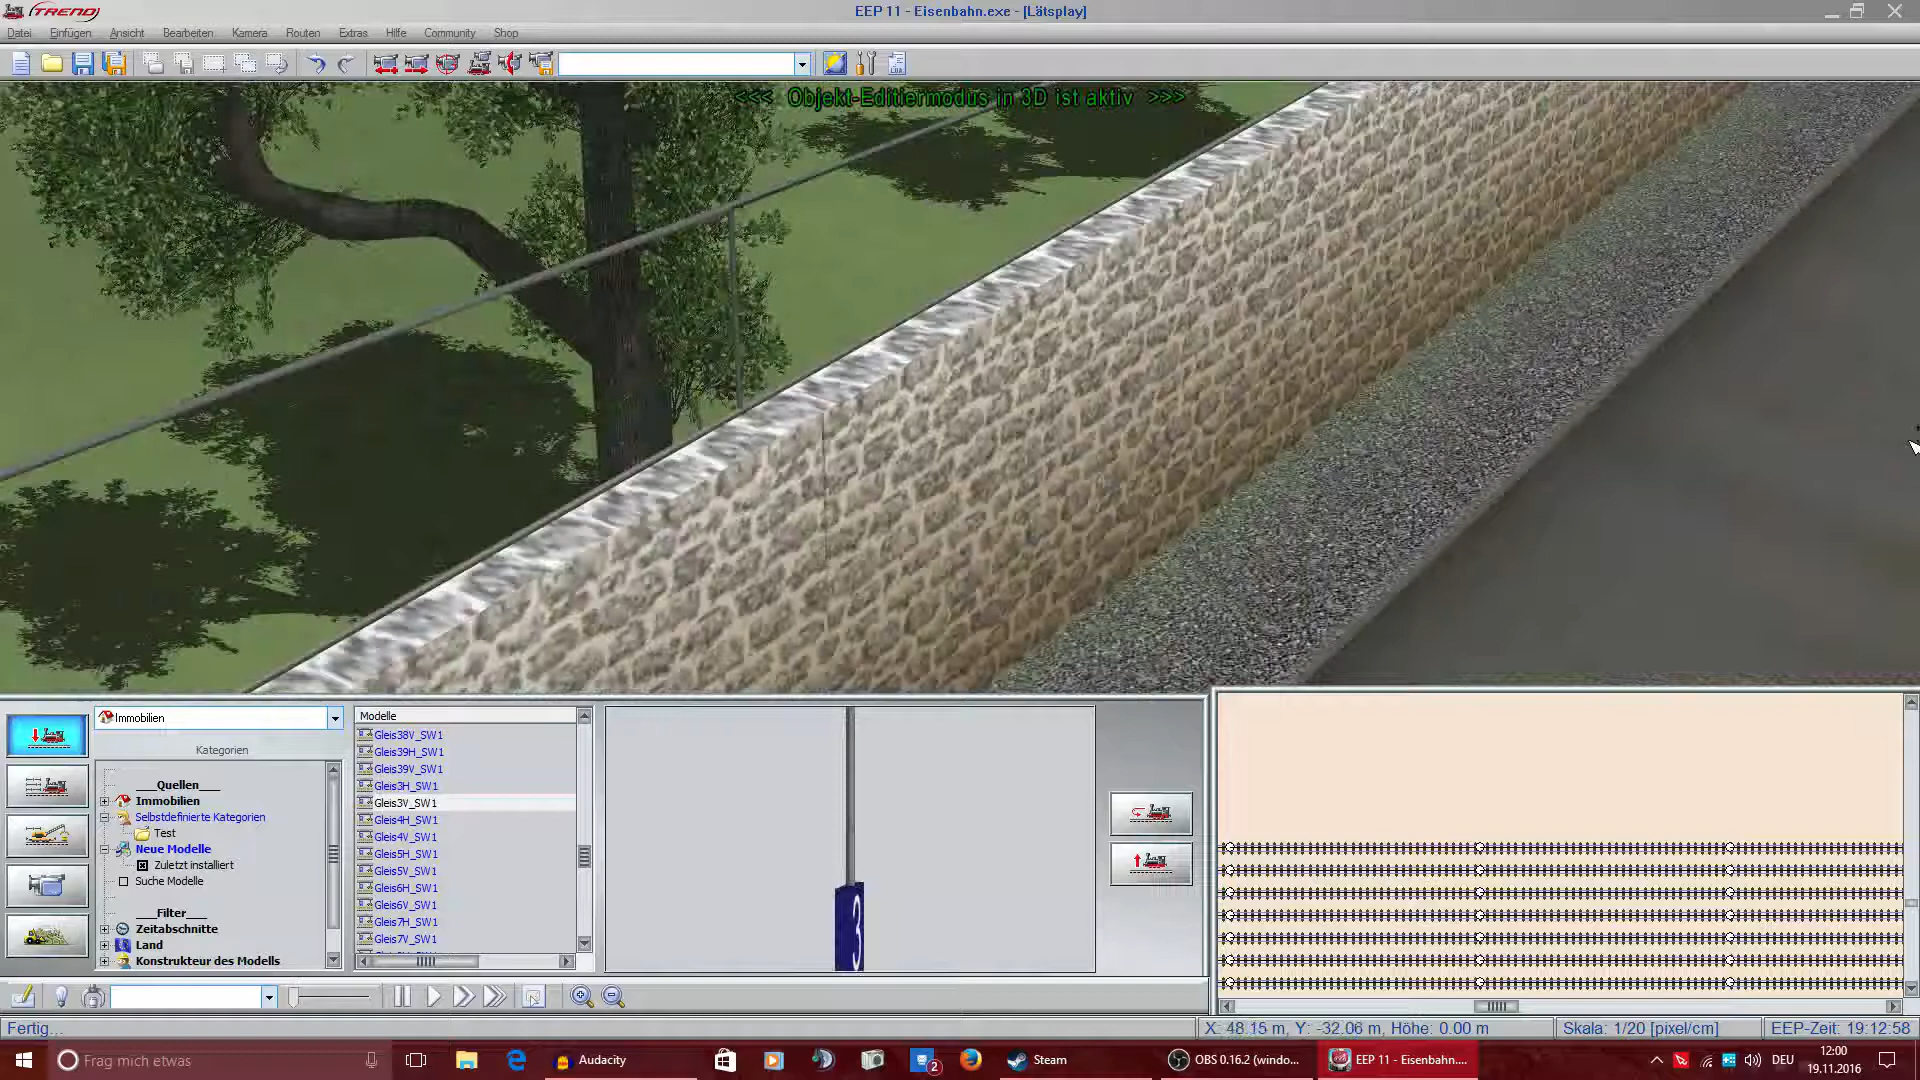 TREND
EEP 11 - Eisenbahn.exe - [Lätsplay]
Datei Einfügen Ansicht Bearbeiten Kamera Routen Extras Hilfe Community Shop
<<< Objekt-Editiermodus in 3D ist aktiv >>>
Immobilien
Kategorien
___Quellen___
Immobilien
Selbstdefinierte Kategorien
Test
Neue Modelle
Zuletzt installiert
Suche Modelle
___Filter___
Zeitabschnitte
Land
Konstrukteur des Modells
Modelle
Gleis38V_SW1
Gleis39H_SW1
Gleis39V_SW1
Gleis3H_SW1
Gleis3V_SW1
Gleis4H_SW1
Gleis4V_SW1
Gleis5H_SW1
Gleis5V_SW1
Gleis6H_SW1
Gleis6V_SW1
Gleis7H_SW1
Gleis7V_SW1
3
Fertig...
X: 48.15 m, Y: -32.06 m, Höhe: 0.00 m
Skala: 1/20 [pixel/cm]
EEP-Zeit: 19:12:58
Frag mich etwas
Audacity
2
Steam
OBS 0.16.2 (windo...
EEP 11 - Eisenbahn....
DEU
12:00
19.11.2016